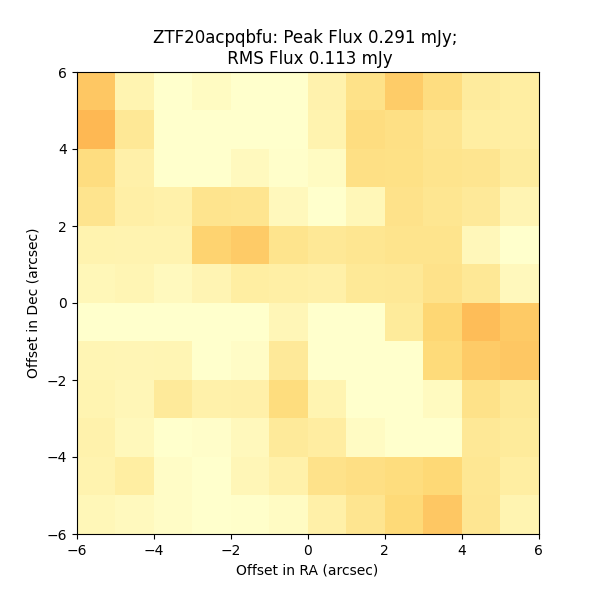 ZTF20acpqbfu: Peak Flux 0.291 mJy;
RMS Flux 0.113 mJy
6
4
2
0
−2
−4
−6
Offset in Dec (arcsec)
−6 −4 −2 0 2 4 6
Offset in RA (arcsec)